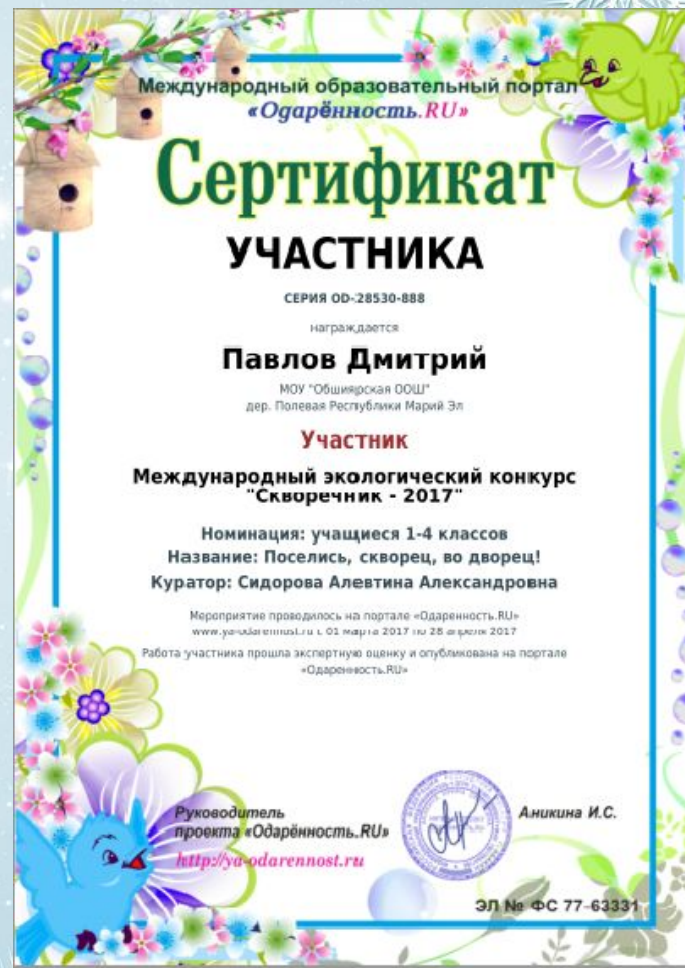 Международный образовательный портал
«Одарённость.RU»
Сертификат
УЧАСТНИКА
СЕРИЯ OD-28530-888
награждается
Павлов Дмитрий
МОУ "Обшиярская ООШ"
дер. Полевая Республики Марий Эл
Участник
Международный экологический конкурс
"Скворечник - 2017"
Номинация: учащиеся 1-4 классов
Название: Поселись, скворец, во дворец!
Куратор: Сидорова Алевтина Александровна
Мероприятие проводилось на портале «Одаренность.RU»
www.ya-odarennost.ru с 01 марта 2017 по 28 апреля 2017
Работа участника прошла экспертную оценку и опубликована на портале
«Одаренность.RU»
Руководитель
проекта «Одарённость.RU»
Аникина И.С.
http://ya-odarennost.ru
ЭЛ № ФС 77-63331